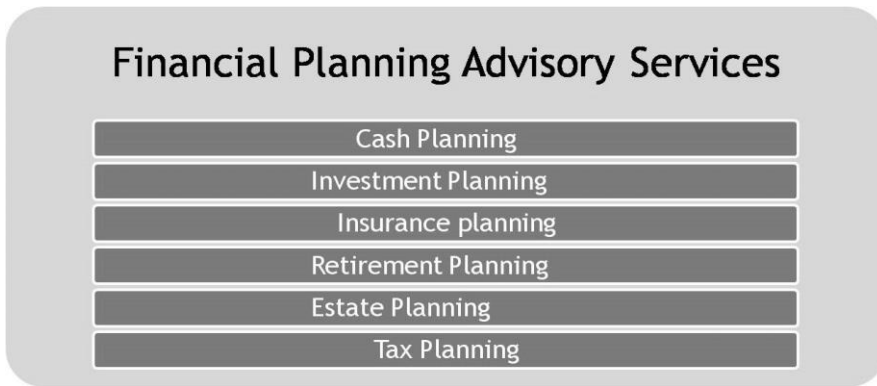 Financial Planning Advisory Services
Cash Planning
Investment Planning
Insurance planning
Retirement Planning
Estate Planning
Tax Planning